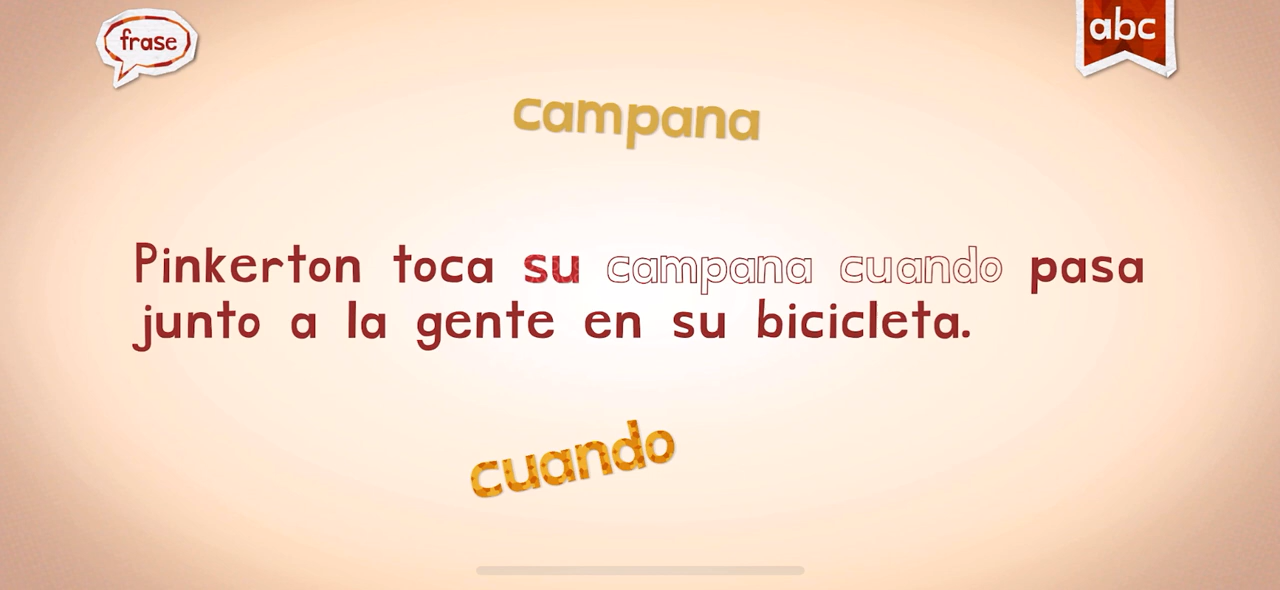 frase
abc
campana
Pinkerton toca su campana cuando pasa
junto a la gente en su bicicleta.
cuando